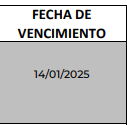 FECHA DE
VENCIMIENTO
14/01/2025